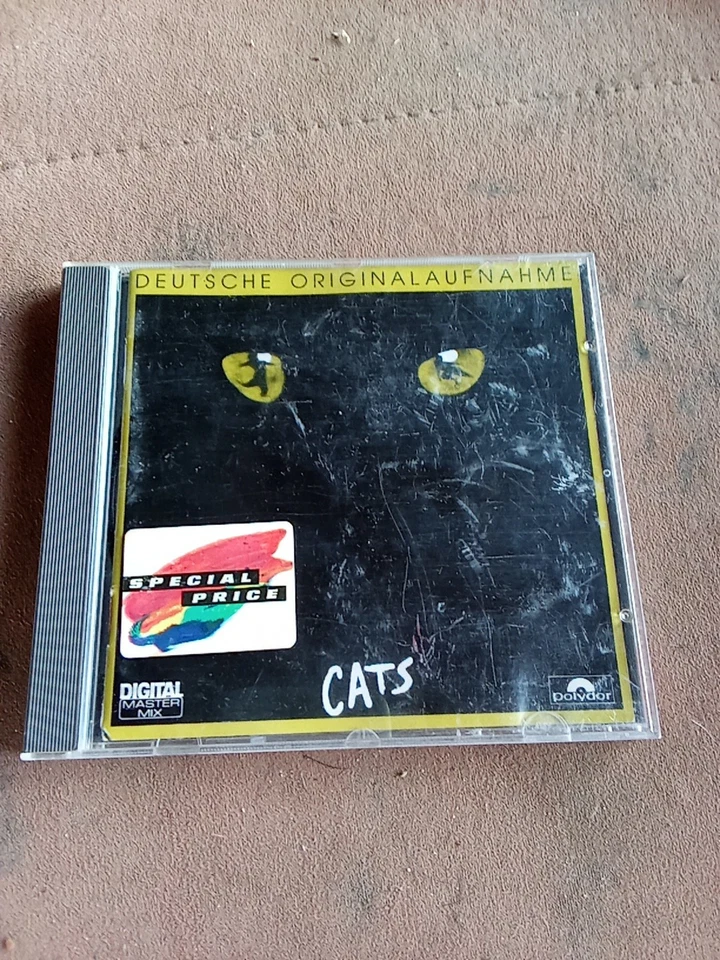 DEUTSCHE ORIGINALAUFNAHME
SPECIAL
PRICE
DIGITAL
MASTER
MIX
CATS
polydor